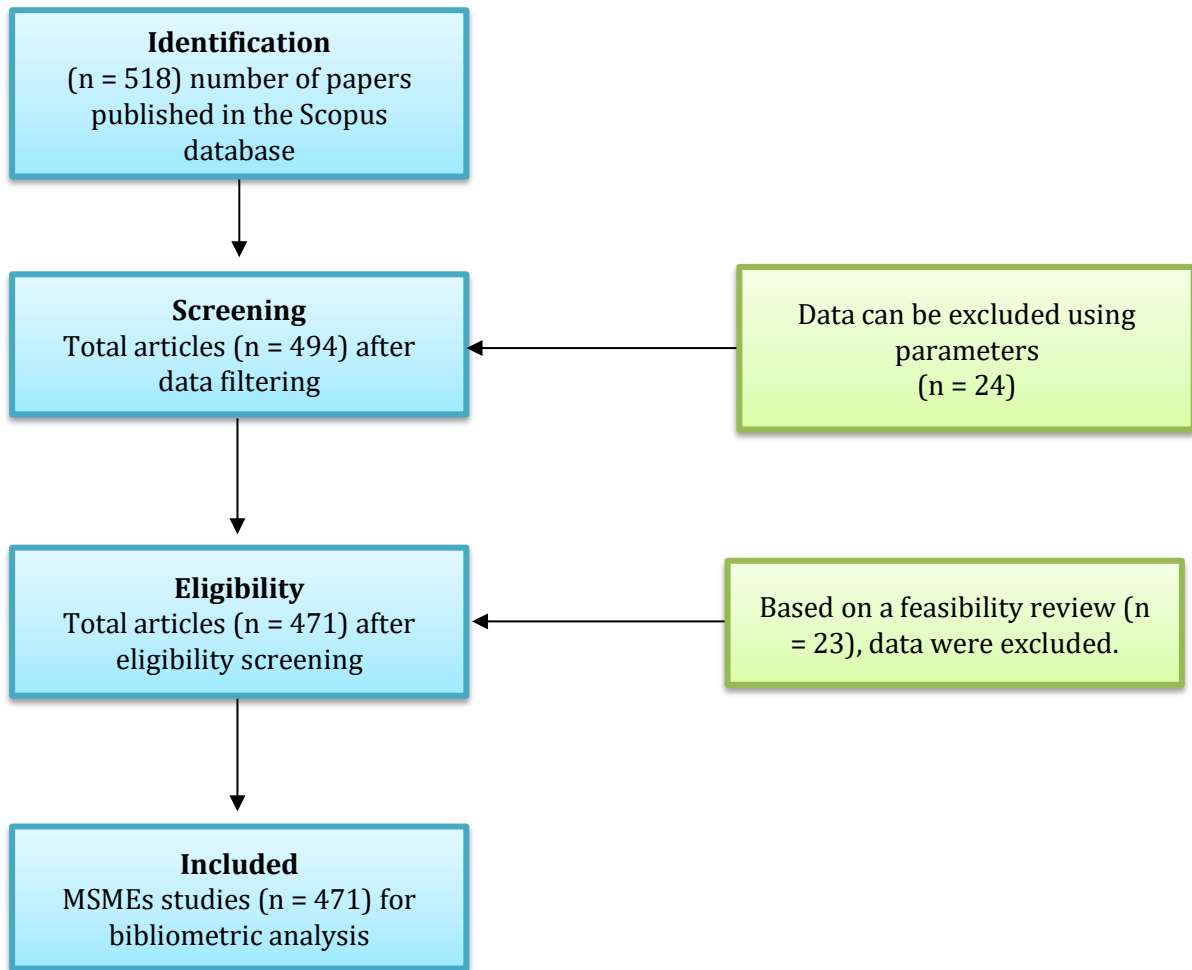 Identification
(n = 518) number of papers
published in the Scopus
database
Screening
Total articles (n = 494) after
data filtering
Data can be excluded using
parameters
(n = 24)
Eligibility
Total articles (n = 471) after
eligibility screening
Based on a feasibility review (n
= 23), data were excluded.
Included
MSMEs studies (n = 471) for
bibliometric analysis